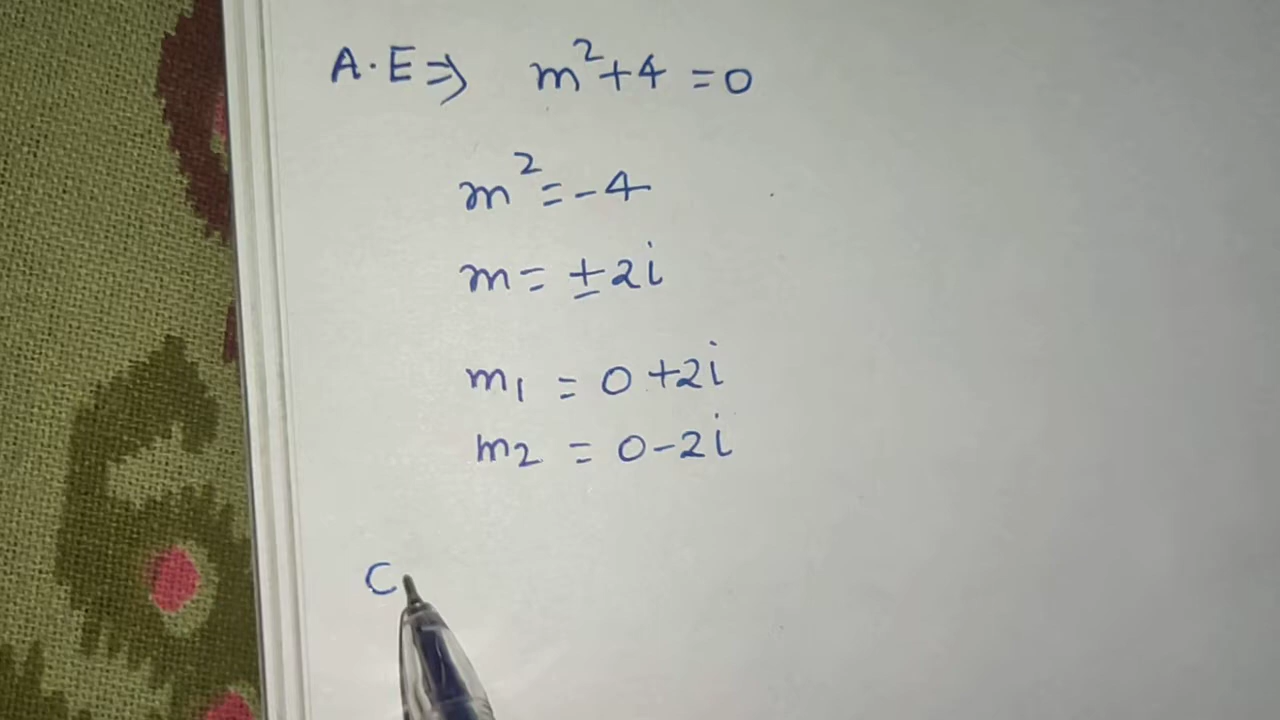 A.E ⇒ m²+4 = 0
m² = -4
m = ±2i
m₁ = 0+2i
m₂ = 0-2i
C